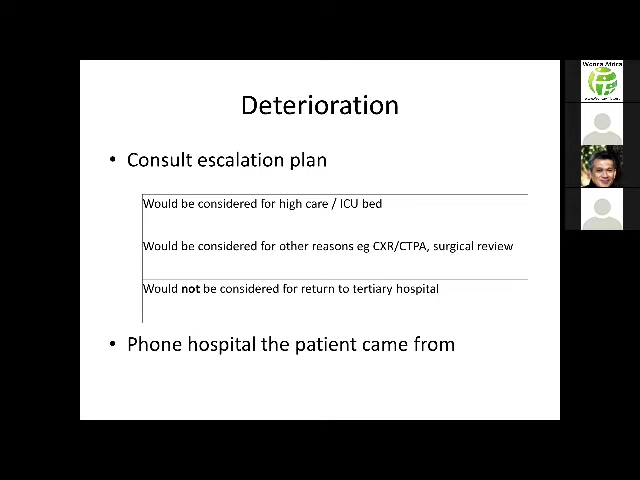 Deterioration
• Consult escalation plan
Would be considered for high care / ICU bed
Would be considered for other reasons eg CXR/CTPA, surgical review
Would not be considered for return to tertiary hospital
• Phone hospital the patient came from